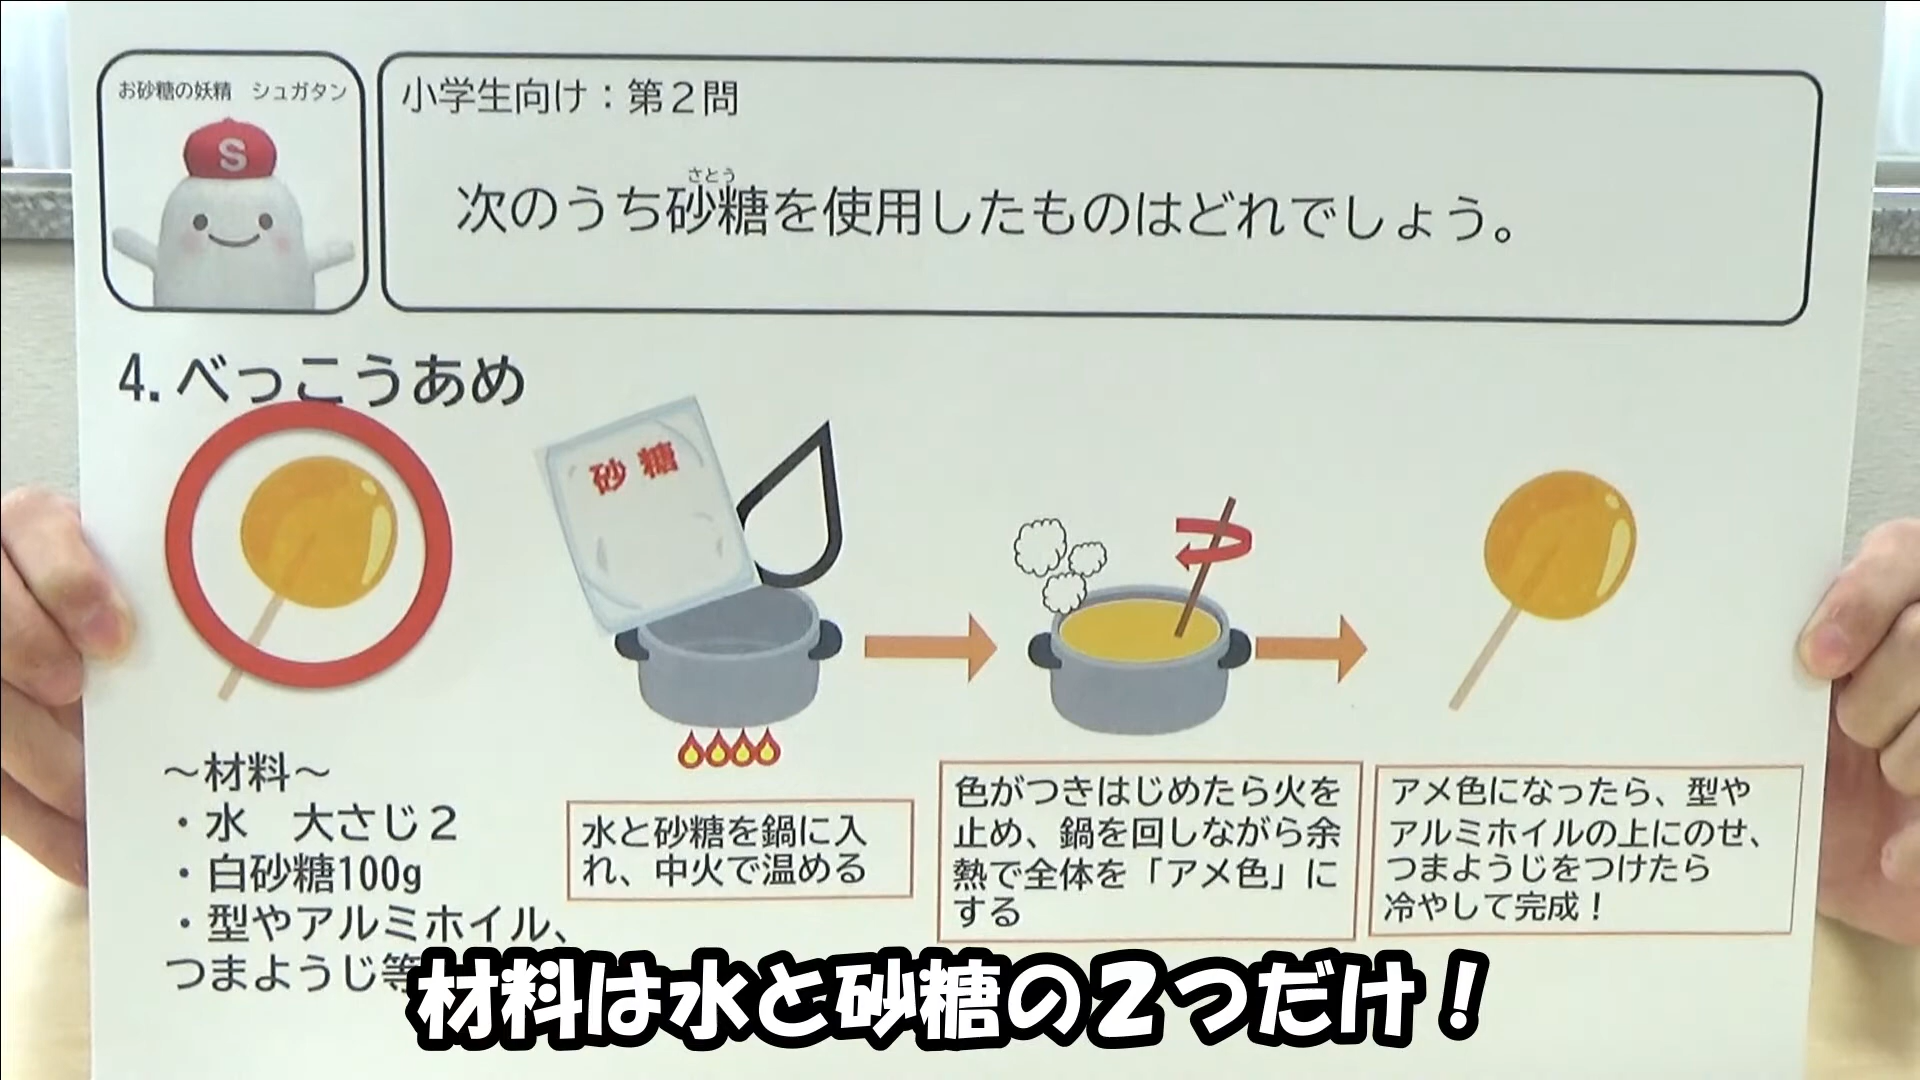 お砂糖の妖精　シュガタン
S
小学生向け：第２問
さとう
次のうち砂糖を使用したものはどれでしょう。
4. べっこうあめ
砂糖
～材料～
・水　大さじ２
・白砂糖100g
・型やアルミホイル、
つまようじ等
水と砂糖を鍋に入
れ、中火で温める
色がつきはじめたら火を
止め、鍋を回しながら余
熱で全体を「アメ色」に
する
アメ色になったら、型や
アルミホイルの上にのせ、
つまようじをつけたら
冷やして完成！
材料は水と砂糖の２つだけ！